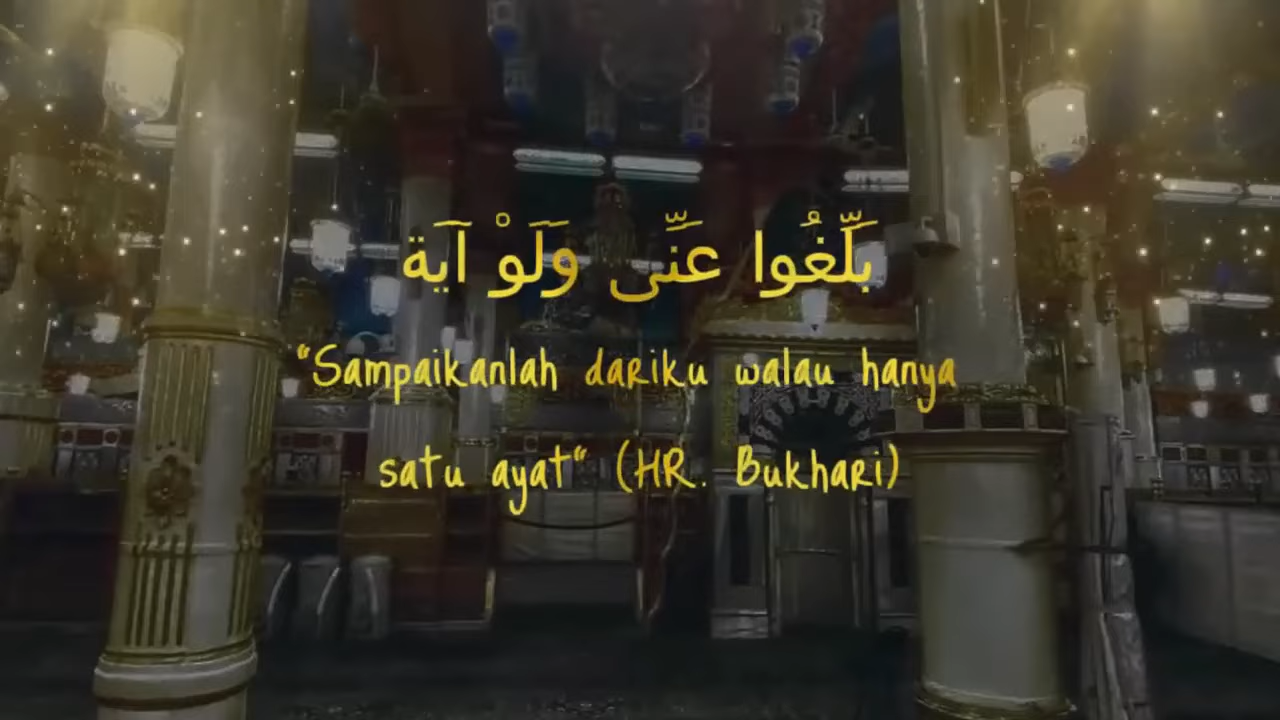 بَلِّغُوا عَنِّى وَلَوْ آيَة
"Sampaikanlah dariku walau hanya
satu ayat" (HR. Bukhari)